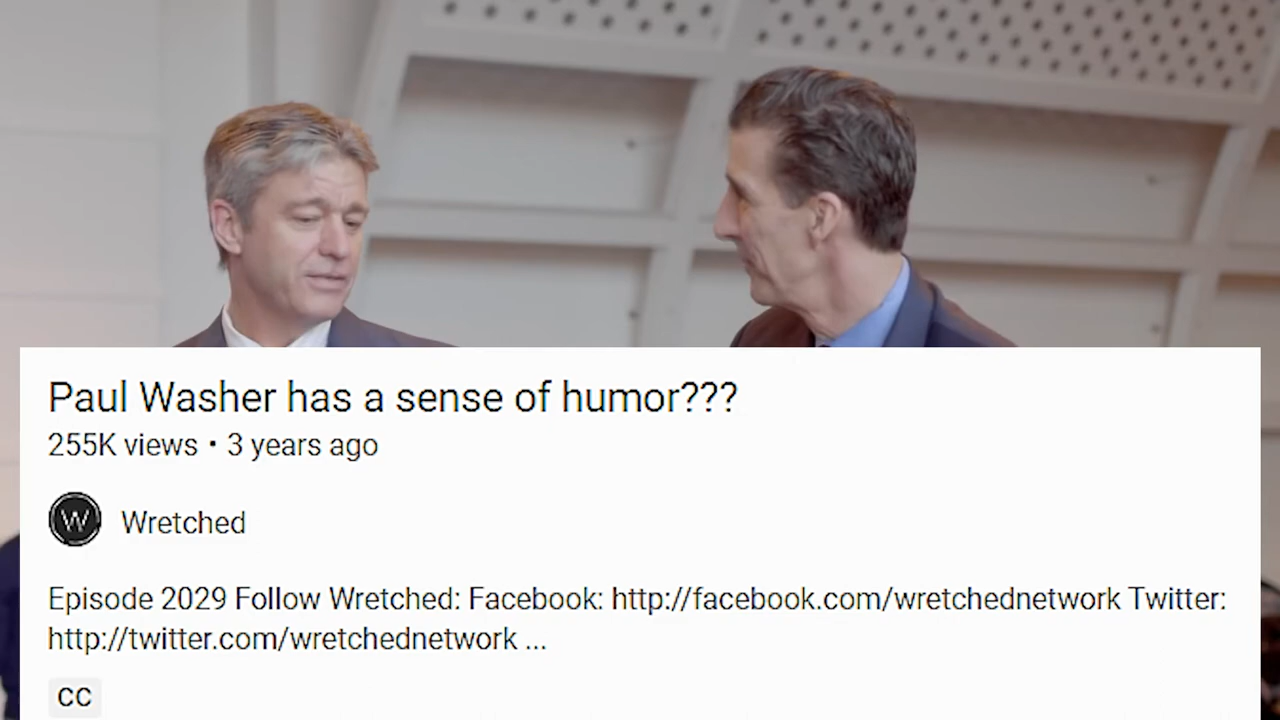 Paul Washer has a sense of humor???
255K views • 3 years ago
W Wretched
Episode 2029 Follow Wretched: Facebook: http://facebook.com/wretchednetwork Twitter:
http://twitter.com/wretchednetwork ...
CC